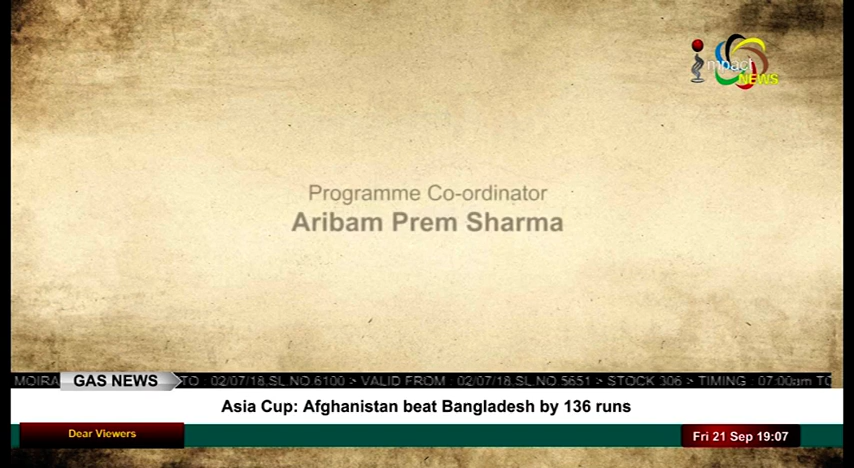 impact
NEWS
Programme Co-ordinator
Aribam Prem Sharma
MOIRA GAS NEWS TO : 02/07/18,SL.NO.6100 > VALID FROM : 02/07/18,SL.NO 5651 > STOCK 306 > TIMING : 07:00am TO
Asia Cup: Afghanistan beat Bangladesh by 136 runs
Dear Viewers
Fri 21 Sep 19:07